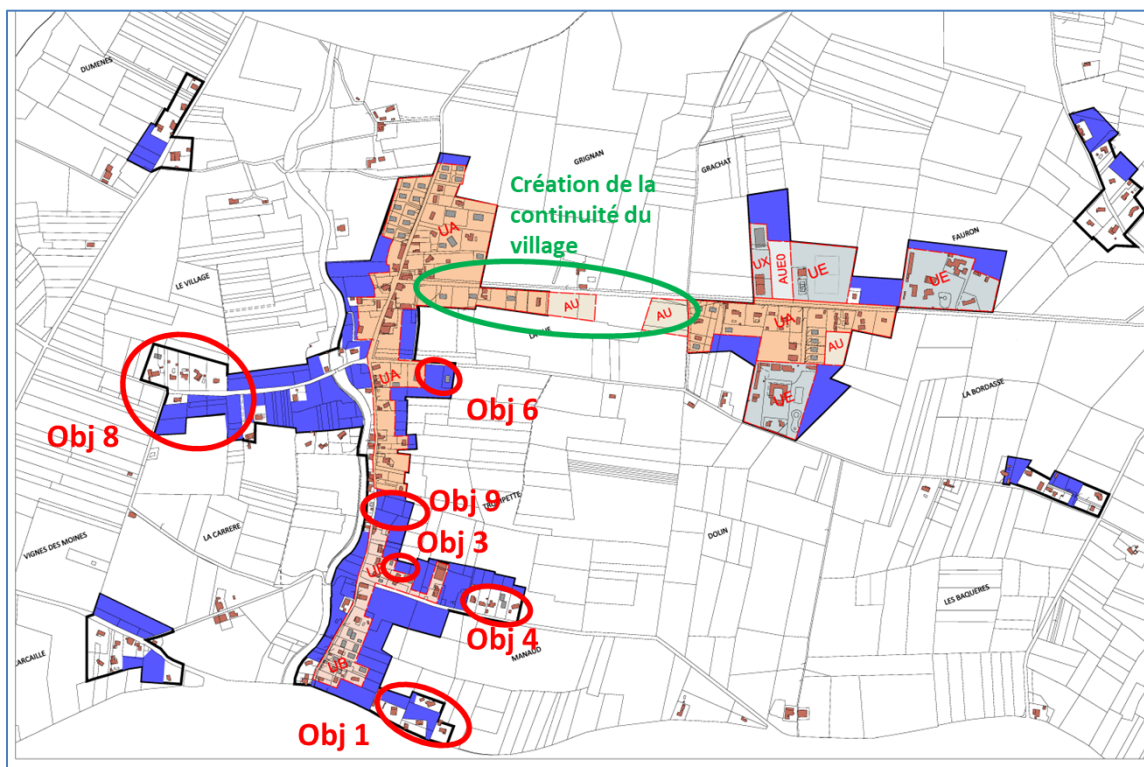 DUMENES
GRIGNAN
GRACHAT
Création de la
continuité du
village
FAURON
UA
UX
AUE0
UE
UE
LE VILLAGE
AU
AU
UA
AU
UA
UE
LA BORDASSE
Obj 6
Obj 8
Obj 9
Obj 3
DOLIN
VIGNES DES MOINES
LA CARRERE
LES BAQUERES
Obj 4
MANAUD
UB
Obj 1